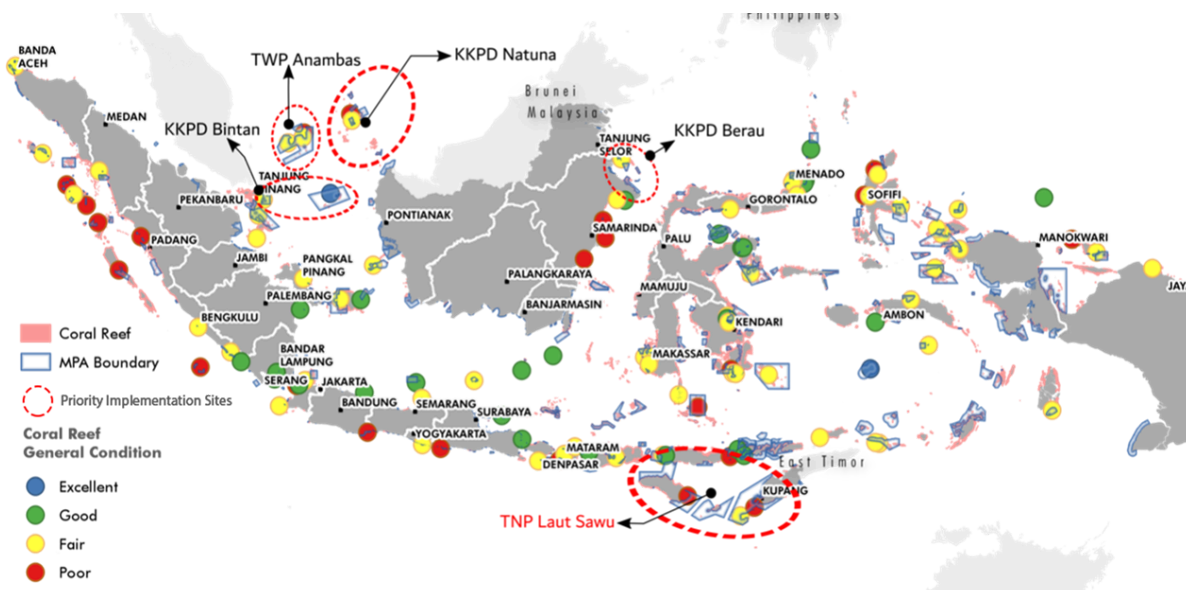 Philippines
BANDA
ACEH
TWP Anambas
KKPD Natuna
Brunei
Malaysia
MEDAN
KKPD Bintan
KKPD Berau
TANJUNG
SELOR
TANJUNG
PINANG
MENADO
PEKANBARU
GORONTALO
SOFIFI
PONTIANAK
SAMARINDA
MANOKWARI
PADANG
PALU
JAMBI
PANGKAL
PINANG
PALANGKARAYA
JAY
MAMUJU
PALEMBANG
BANJARMASIN
BENGKULU
AMBON
KENDARI
Coral Reef
BANDAR
LAMPUNG
MAKASSAR
MPA Boundary
SERANG
JAKARTA
Priority Implementation Sites
BANDUNG
SEMARANG
SURABAYA
Coral Reef
General Condition
YOGYAKARTA
MATARAM
DENPASAR
East Timor
Excellent
KUPANG
Good
TNP Laut Sawu
Fair
Poor